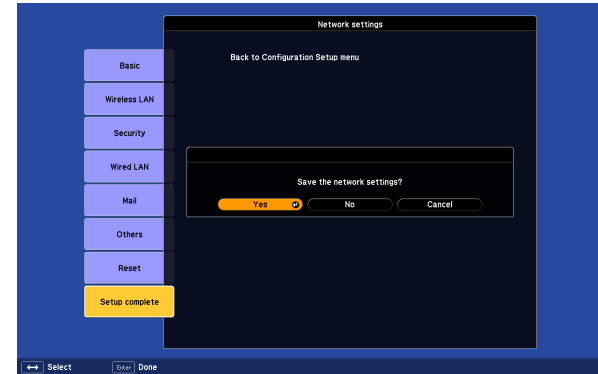 Network settings
Back to Configuration Setup menu
Basic
Wireless LAN
Security
Wired LAN
Mail
Others
Reset
Setup complete
Save the network settings?
Yes No Cancel
Select Enter Done